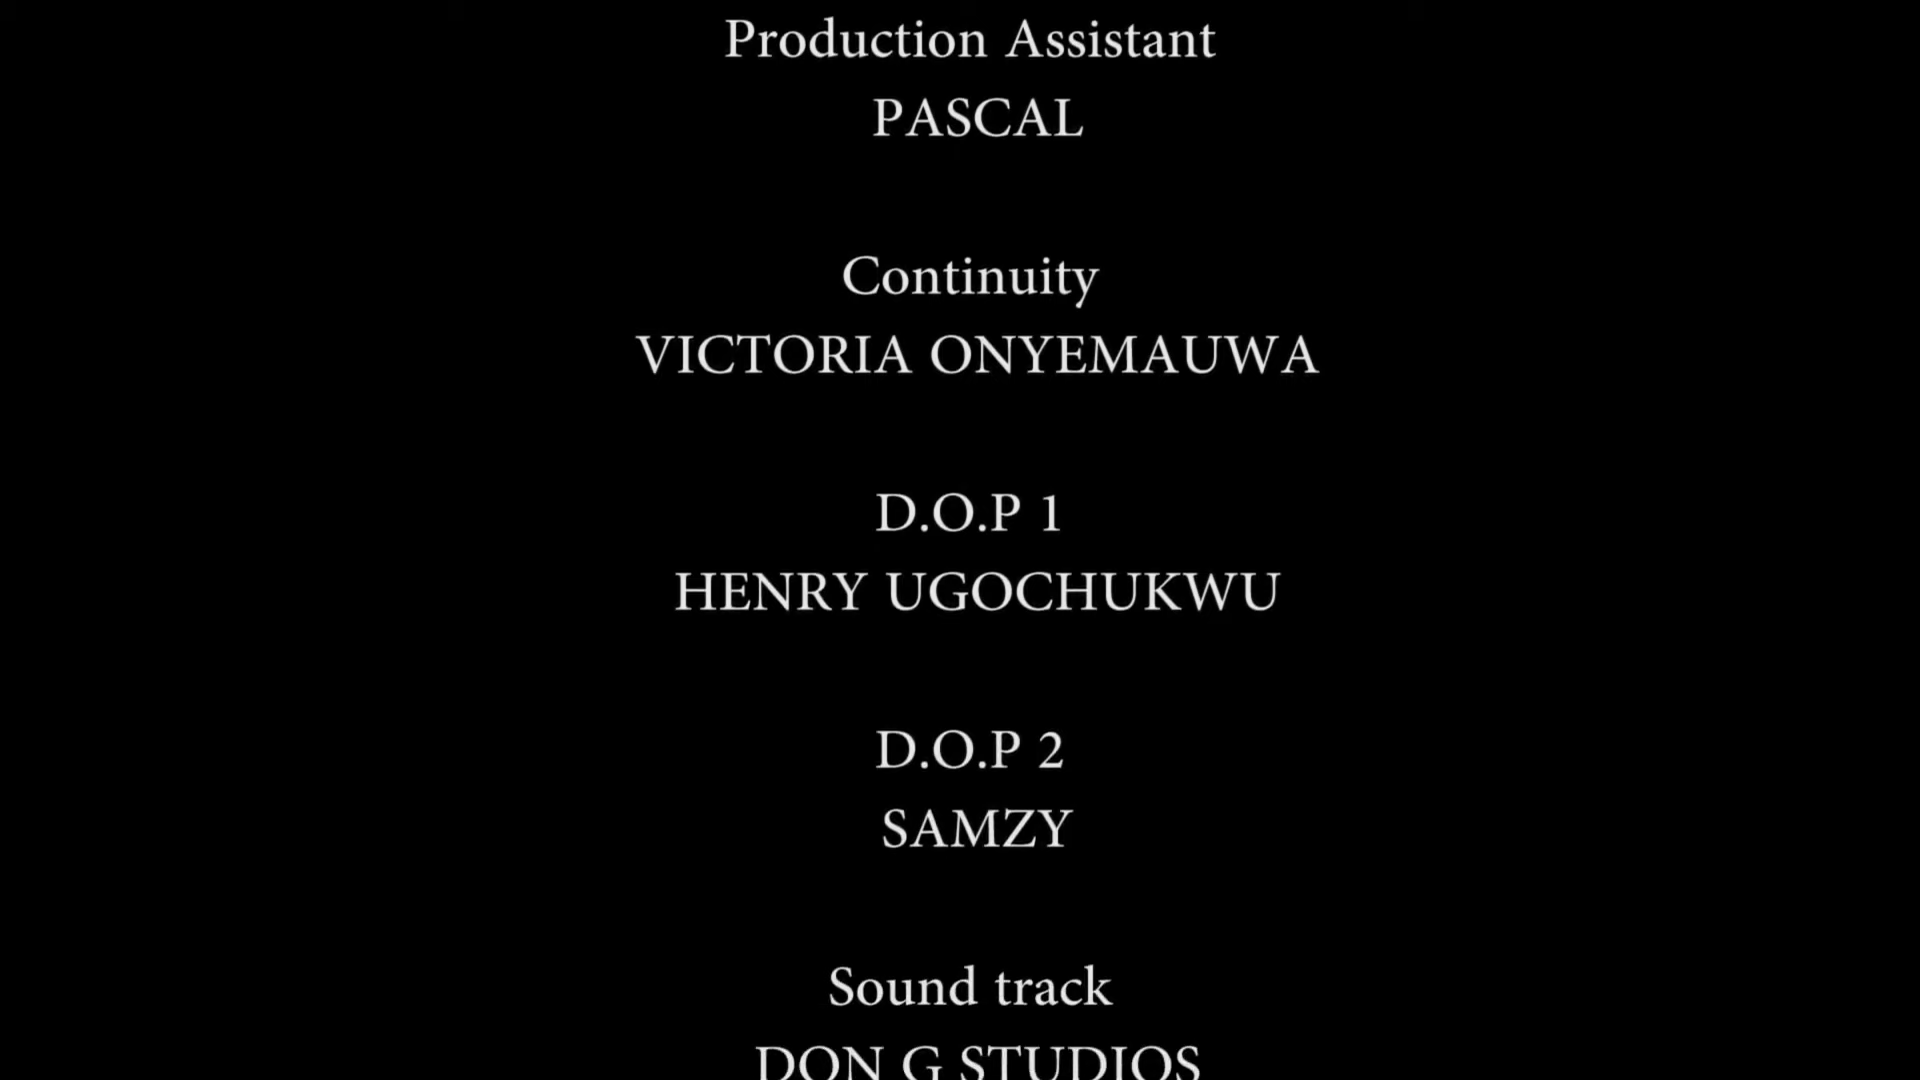 Production Assistant
PASCAL
Continuity
VICTORIA ONYEMAUWA
D.O.P 1
HENRY UGOCHUKWU
D.O.P 2
SAMZY
Sound track
DON G STUDIOS